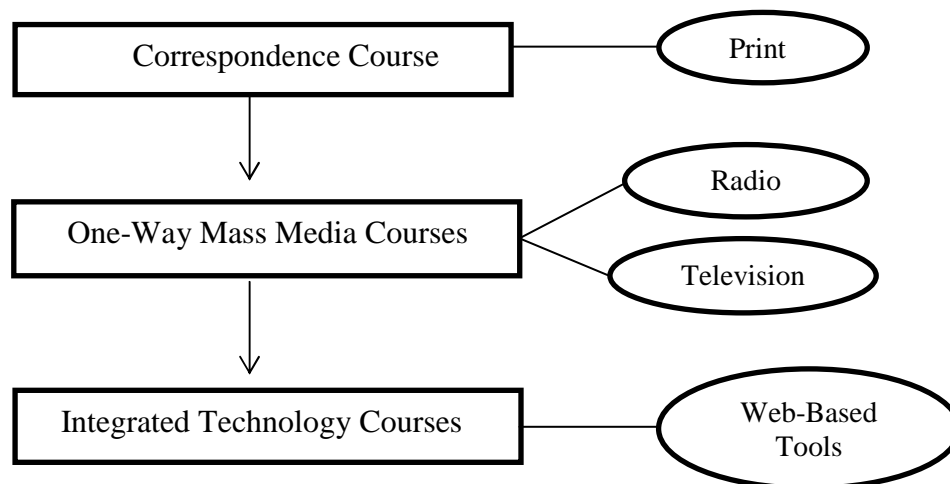 Correspondence Course
Print
One-Way Mass Media Courses
Radio
Television
Integrated Technology Courses
Web-Based
Tools